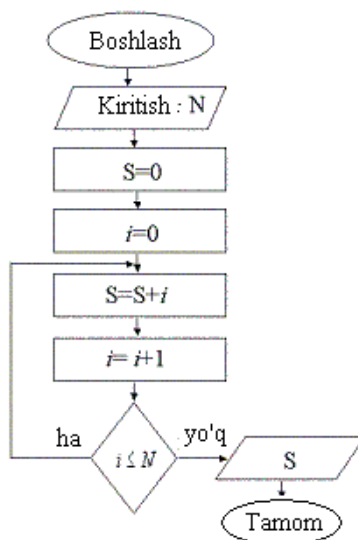 Boshlash
Kiritish : N
S=0
i=0
S=S+i
i= i+1
ha
i ≤ N
yo'q
S
Tamom